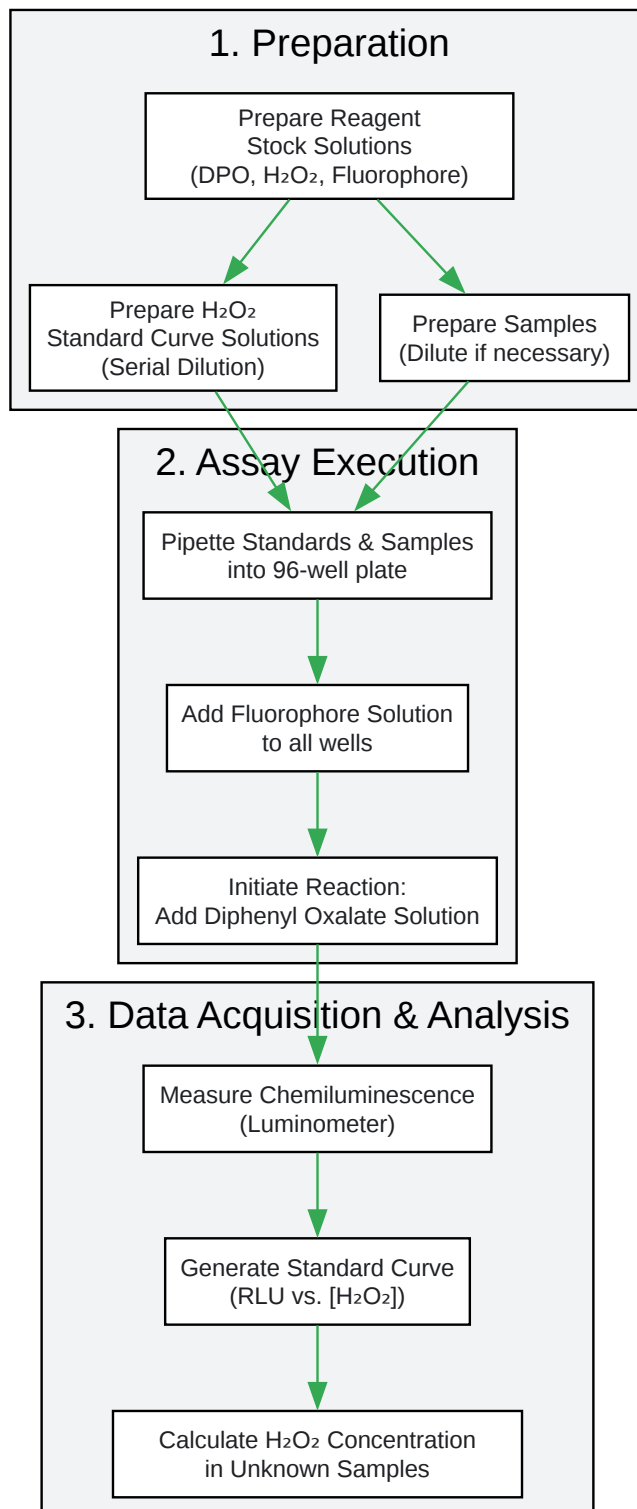 1. Preparation
Prepare Reagent
Stock Solutions
(DPO, H₂O₂, Fluorophore)
Prepare H₂O₂
Standard Curve Solutions
(Serial Dilution)
Prepare Samples
(Dilute if necessary)
2. Assay Execution
Pipette Standards & Samples
into 96-well plate
Add Fluorophore Solution
to all wells
Initiate Reaction:
Add Diphenyl Oxalate Solution
3. Data Acquisition & Analysis
Measure Chemiluminescence
(Luminometer)
Generate Standard Curve
(RLU vs. [H₂O₂])
Calculate H₂O₂ Concentration
in Unknown Samples